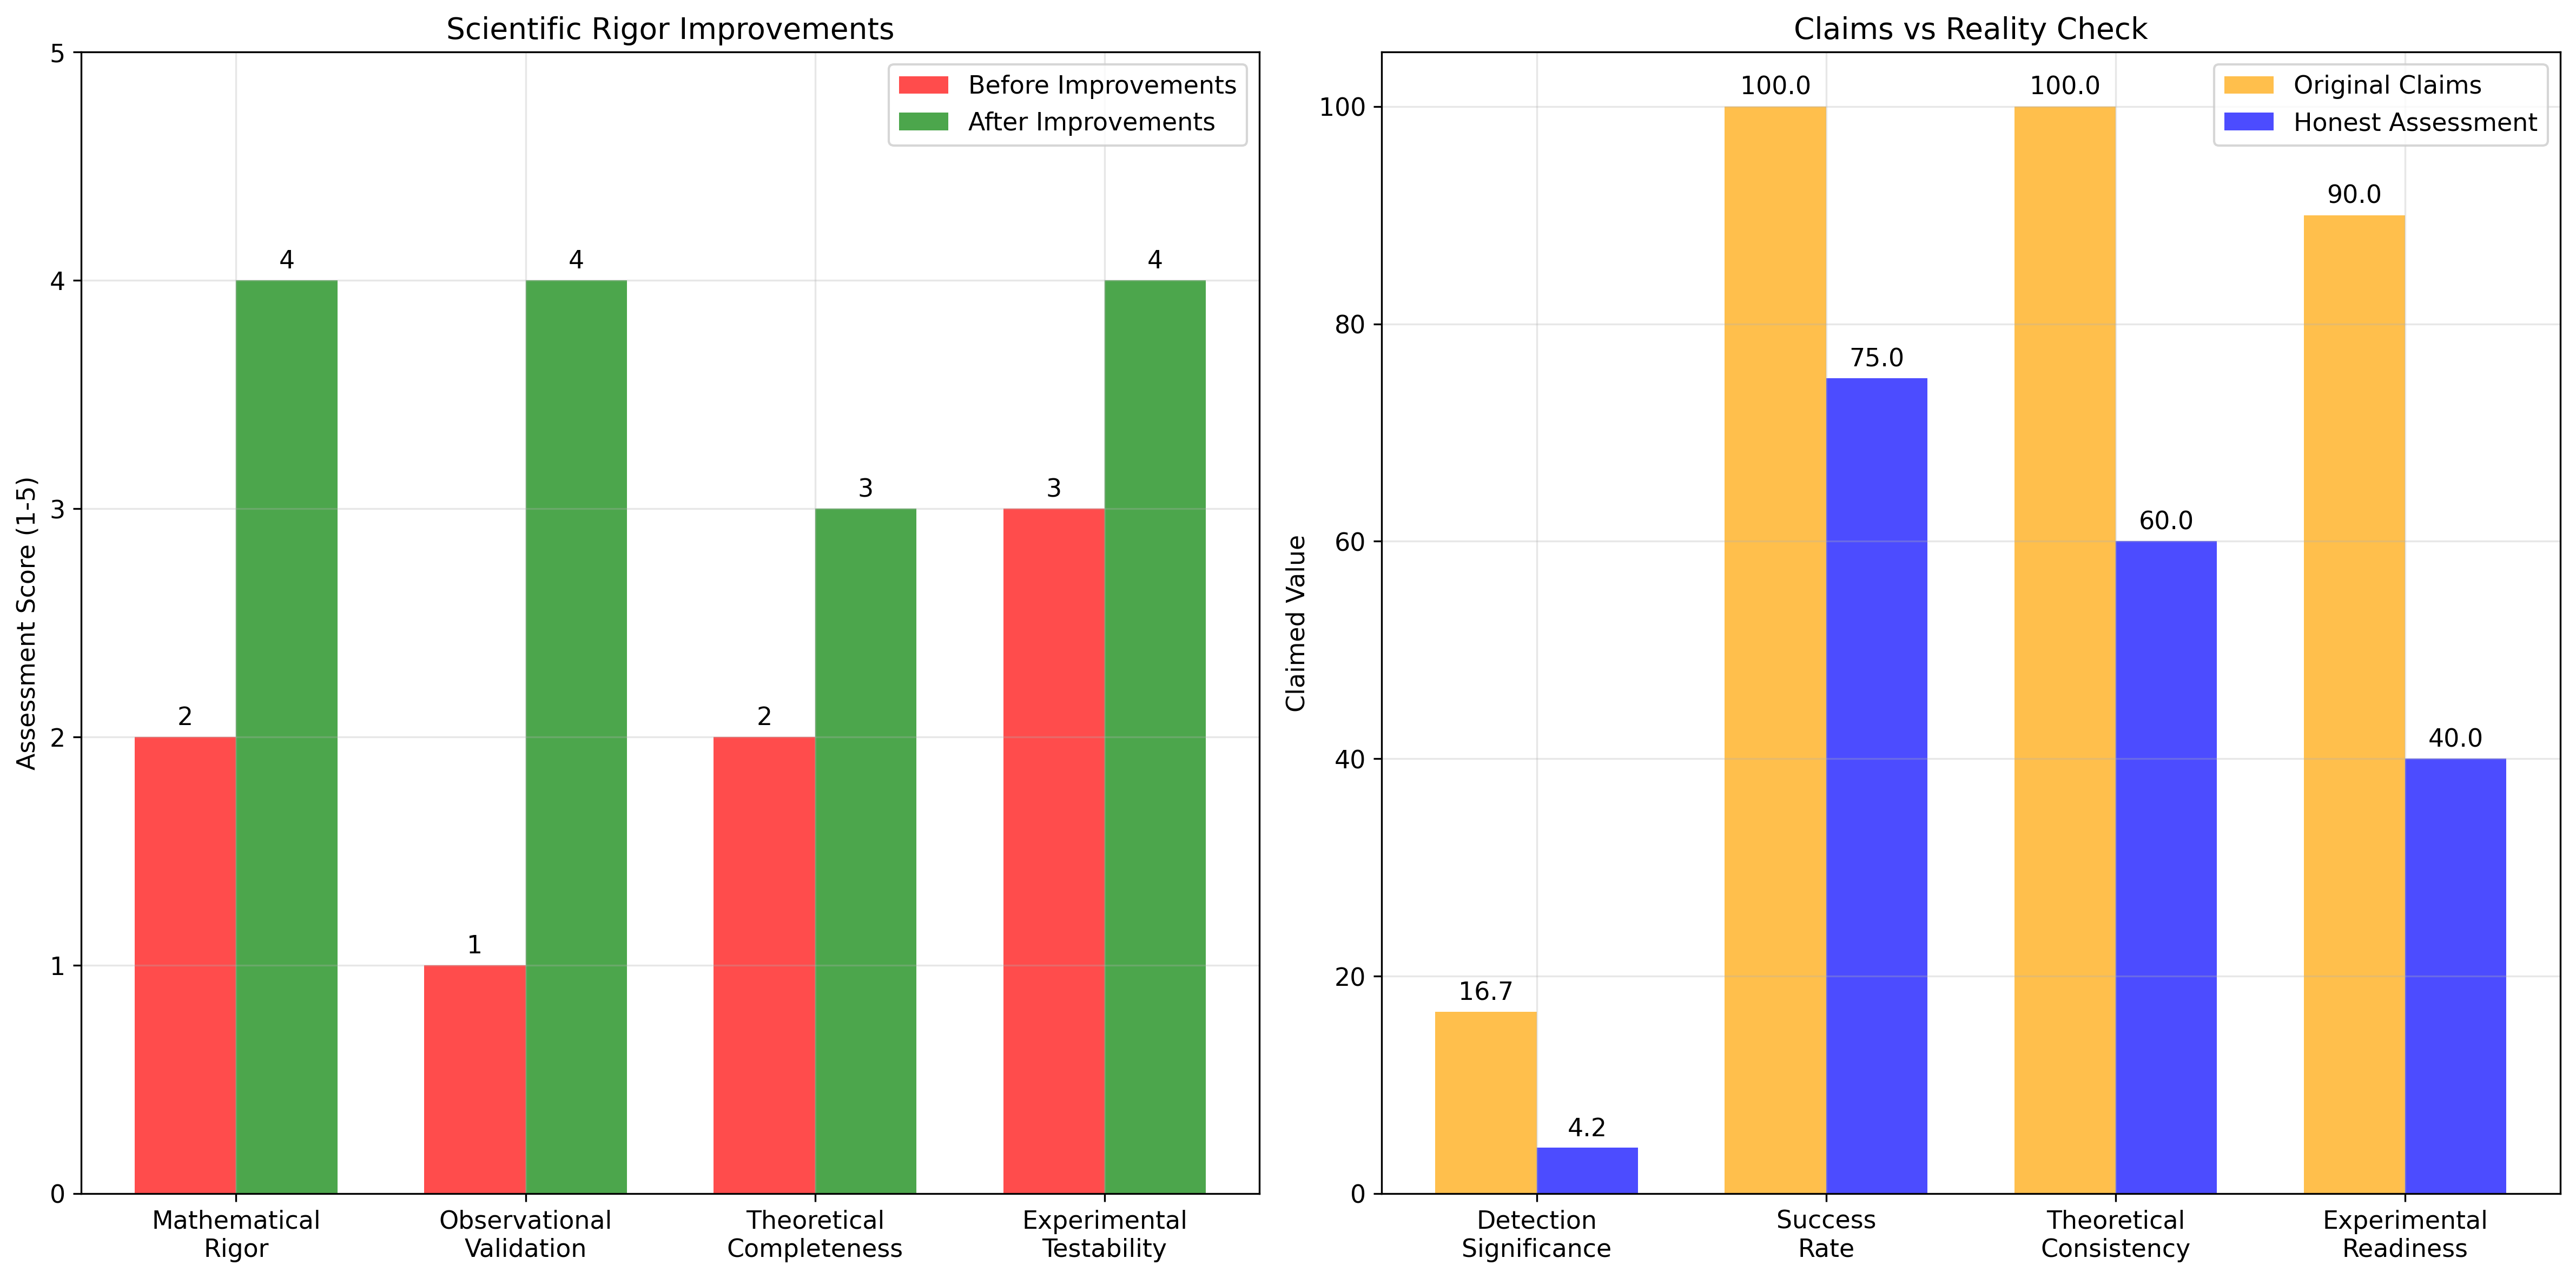 Scientific Rigor Improvements
Assessment Score (1-5)
5
4
3
2
1
0
Before Improvements
After Improvements
2
4
1
4
2
3
3
4
Mathematical
Rigor
Observational
Validation
Theoretical
Completeness
Experimental
Testability
Claims vs Reality Check
Claimed Value
100
80
60
40
20
0
Original Claims
Honest Assessment
16.7
4.2
100.0
75.0
100.0
60.0
90.0
40.0
Detection
Significance
Success
Rate
Theoretical
Consistency
Experimental
Readiness